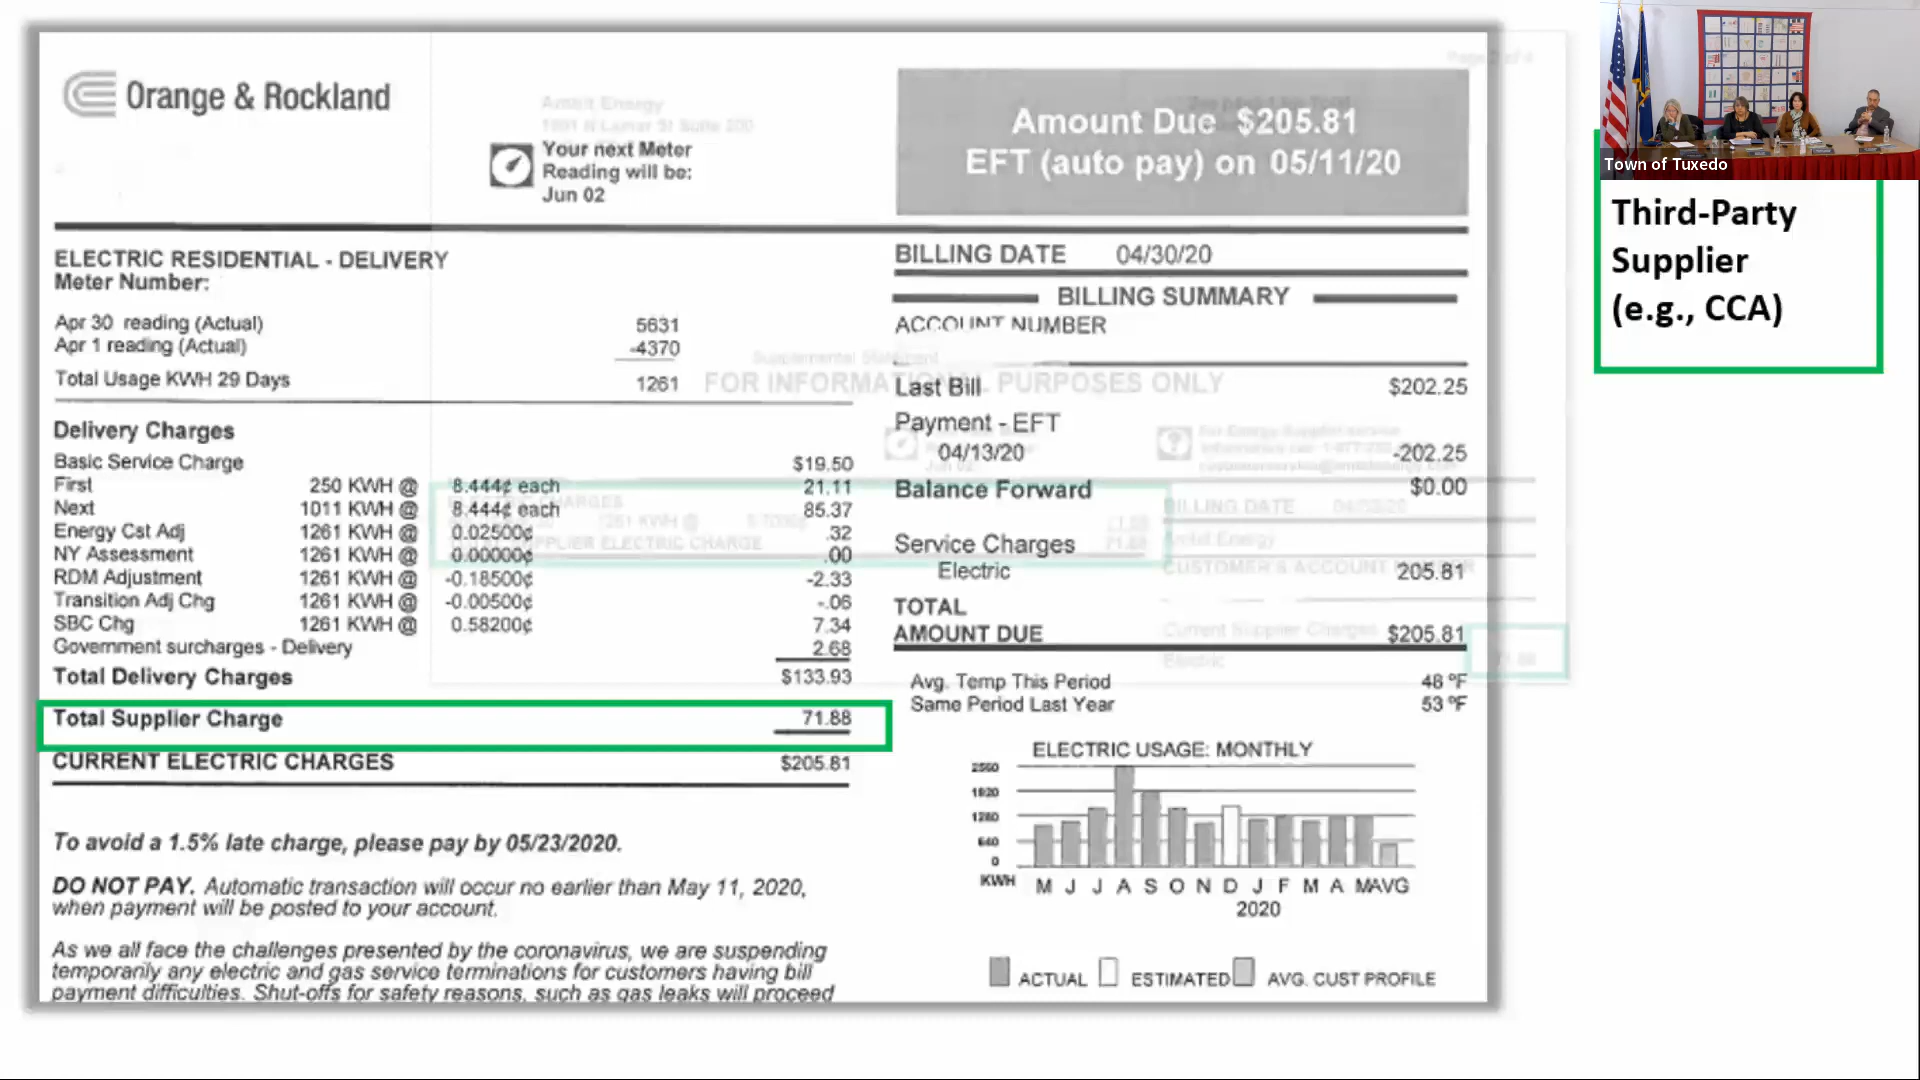 Orange & Rockland
Ambit Energy
Your next Meter
Reading will be:
Jun 02
Amount Due $205.81
EFT (auto pay) on 05/11/20
Town of Tuxedo
Third-Party
Supplier
(e.g., CCA)
ELECTRIC RESIDENTIAL - DELIVERY
Meter Number:
Apr 30 reading (Actual) 5631
Apr 1 reading (Actual) -4370
Total Usage KWH 29 Days 1261
Delivery Charges
Basic Service Charge $19.50
First 250 KWH @ 8.444¢ each 21.11
Next 1011 KWH @ 8.444¢ each 85.37
Energy Cst Adj 1261 KWH @ 0.02500¢ .32
NY Assessment 1261 KWH @ 0.00000¢ .00
RDM Adjustment 1261 KWH @ -0.18500¢ -2.33
Transition Adj Chg 1261 KWH @ -0.00500¢ -.06
SBC Chg 1261 KWH @ 0.58200¢ 7.34
Government surcharges - Delivery 2.68
Total Delivery Charges $133.93
Total Supplier Charge 71.88
CURRENT ELECTRIC CHARGES $205.81
To avoid a 1.5% late charge, please pay by 05/23/2020.
DO NOT PAY. Automatic transaction will occur no earlier than May 11, 2020,
when payment will be posted to your account.
As we all face the challenges presented by the coronavirus, we are suspending
temporarily any electric and gas service terminations for customers having bill
payment difficulties. Shut-offs for safety reasons, such as gas leaks will proceed
BILLING DATE 04/30/20
BILLING SUMMARY
ACCOUNT NUMBER
Supplemental Statement
FOR INFORMATIONAL PURPOSES ONLY
Last Bill $202.25
Payment - EFT
04/13/20 -202.25
Balance Forward $0.00
Service Charges
Electric 205.81
TOTAL
AMOUNT DUE $205.81
BILLING DATE
Ambit Energy
Current Supplier Charges
Electric
Avg. Temp This Period 48 °F
Same Period Last Year 53 °F
ELECTRIC USAGE: MONTHLY
2560
1920
1280
640
0
KWH M J J A S O N D J F M A M AVG
2020
ACTUAL ESTIMATED AVG. CUST PROFILE